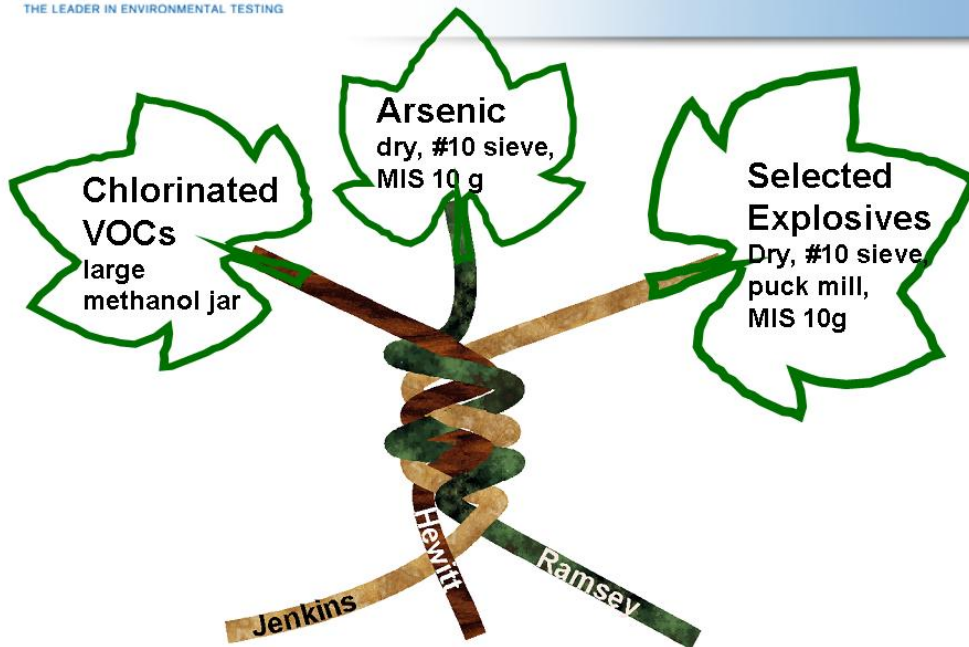 THE LEADER IN ENVIRONMENTAL TESTING
Chlorinated
VOCs
large
methanol jar
Arsenic
dry, #10 sieve,
MIS 10 g
Selected
Explosives
Dry, #10 sieve,
puck mill,
MIS 10g
Jenkins
Hewitt
Ramsey